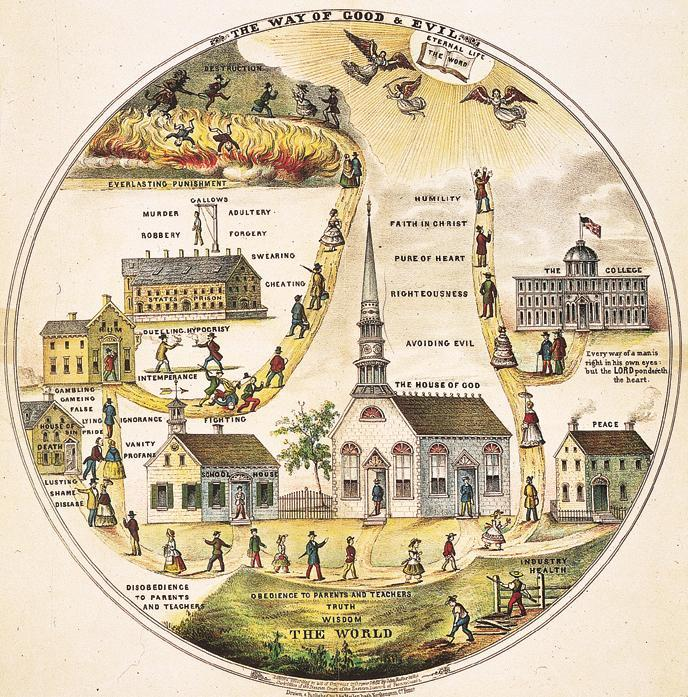 THE WAY OF GOOD & EVIL.
ETERNAL LIFE
THE WORD
DESTRUCTION
EVERLASTING PUNISHMENT
GALLOWS
MURDER ADULTERY
ROBBERY FORGERY
SWEARING
CHEATING
STATES PRISON
HUMILITY
FAITH IN CHRIST
PURE OF HEART
RIGHTEOUSNESS
AVOIDING EVIL
THE HOUSE OF GOD
THE COLLEGE
Every way of a man is
right in his own eyes:
but the LORD pondereth
the heart.
RUM
DUZELING. HYPOCRISY
INTEMPERANCE
FIGHTING
GAMBLING
GAMEING
FALSE
LYING
PRIDE
IGNORANCE
HOUSE OF
SIN
DEATH
VANITY
PROFANE
LUSTING
SHAME
DISEASE
SCHOOL HOUSE
PEACE
INDUSTRY
HEALTH
DISOBEDIENCE
TO PARENTS
AND TEACHERS
OBEDIENCE TO PARENTS AND TEACHERS
TRUTH
WISDOM
THE WORLD